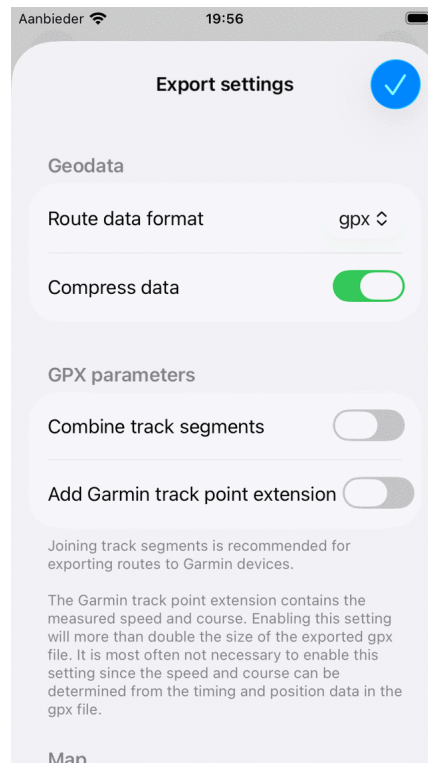 Aanbieder 19:56
Export settings
Geodata
Route data format gpx
Compress data
GPX parameters
Combine track segments
Add Garmin track point extension
Joining track segments is recommended for
exporting routes to Garmin devices.
The Garmin track point extension contains the
measured speed and course. Enabling this setting
will more than double the size of the exported gpx
file. It is most often not necessary to enable this
setting since the speed and course can be
determined from the timing and position data in the
gpx file.
Map